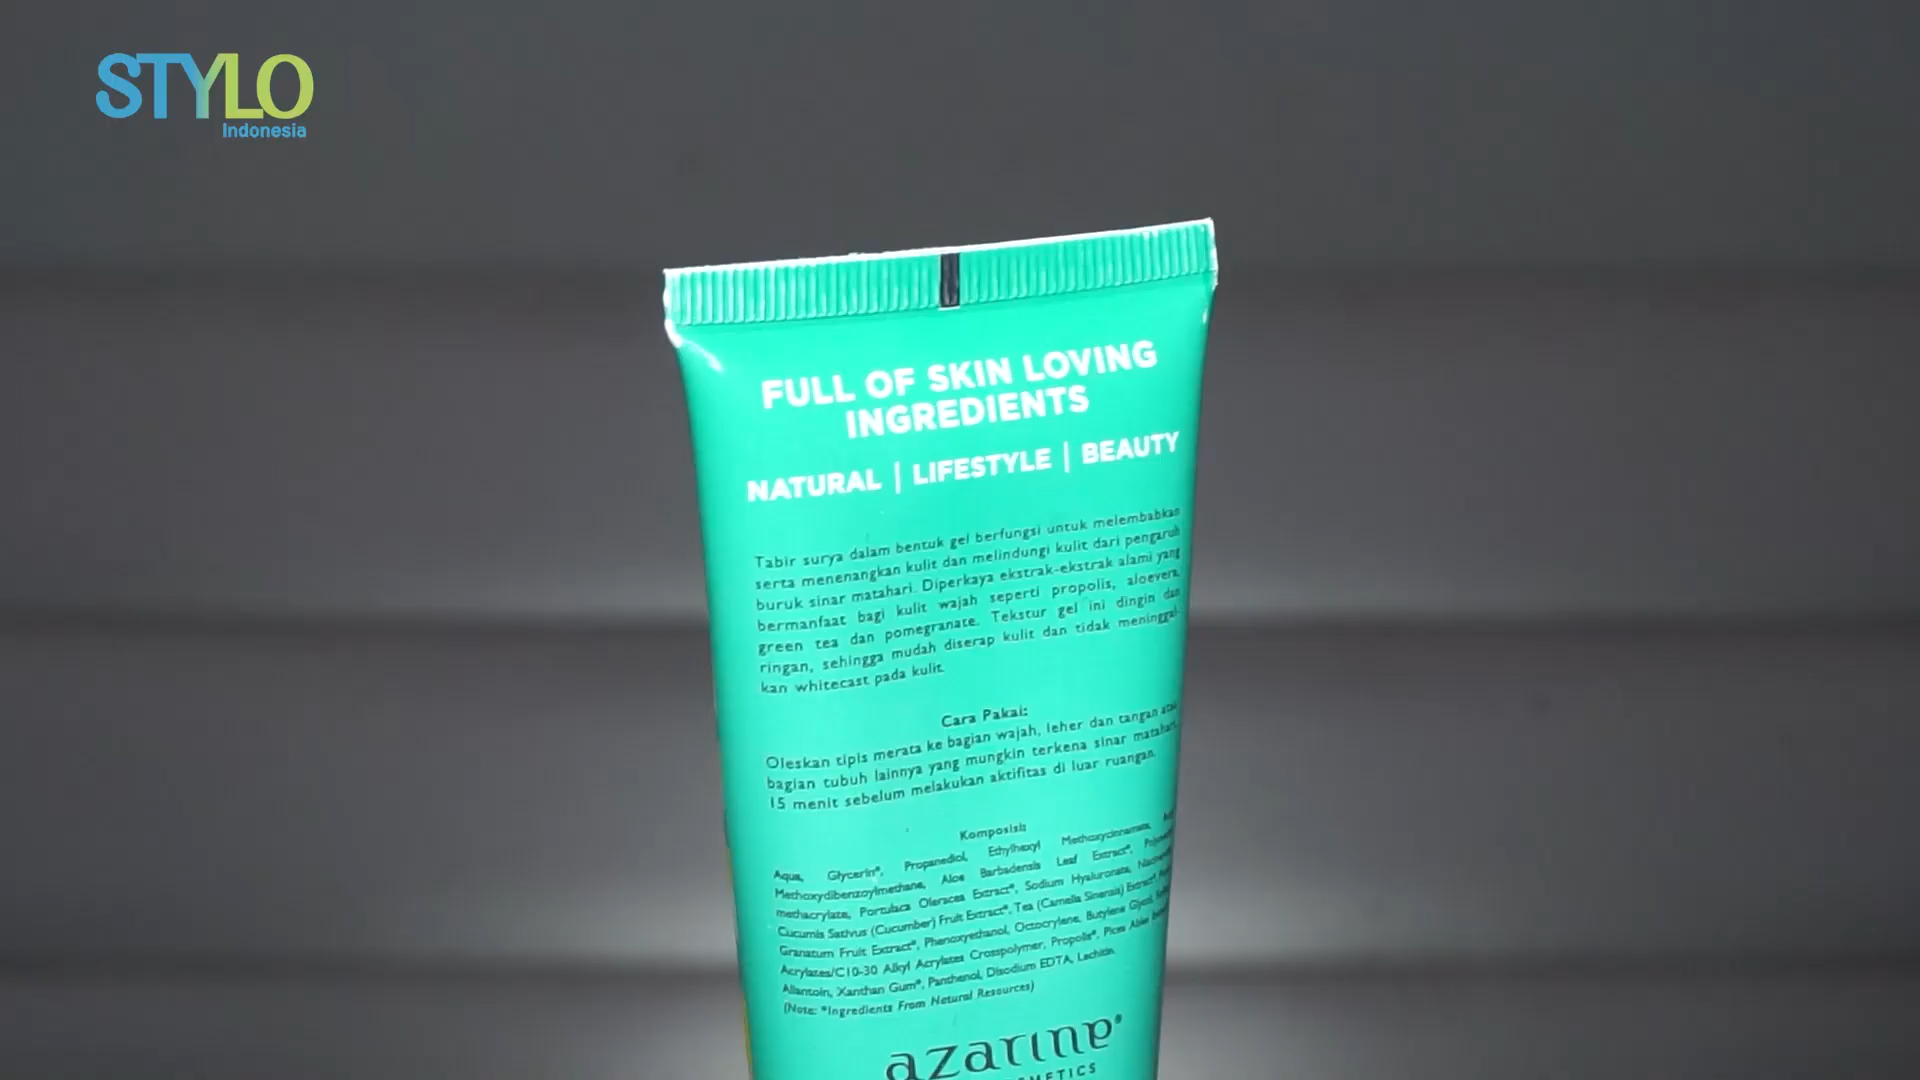 STYLO
Indonesia
FULL OF SKIN LOVING
INGREDIENTS
NATURAL | LIFESTYLE | BEAUTY
Tabir surya dalam bentuk gel berfungsi untuk melembabkan
serta menenangkan kulit dan melindungi kulit dari pengaruh
buruk sinar matahari. Diperkaya ekstrak-ekstrak alami yang
bermanfaat bagi kulit wajah seperti propolis, aloevera,
green tea dan pomegranate. Tekstur gel ini dingin dan
ringan, sehingga mudah diserap kulit dan tidak meninggal-
kan whitecast pada kulit.
Cara Pakai:
Oleskan tipis merata ke bagian wajah, leher dan tangan atau
bagian tubuh lainnya yang mungkin terkena sinar matahari,
15 menit sebelum melakukan aktifitas di luar ruangan.
Komposisi:
Aqua, Glycerin*, Propanediol, Ethylhexyl Methoxycinnamate,
Methoxydibenzoylmethane, Aloe Barbadensis Leaf Extract*,
methacrylate, Portulaca Oleracea Extract*, Sodium Hyaluronate,
Cucumis Sativus (Cucumber) Fruit Extract*, Tea (Camellia Sinensis) Extract*,
Granatum Fruit Extract*, Phenoxyethanol, Octocrylene, Butylene Glycol,
Acrylates/C10-30 Alkyl Acrylates Crosspolymer, Propolis*, Picea Abies
Allantoin, Xanthan Gum*, Panthenol, Disodium EDTA, Lechitin.
(Note: *Ingredients From Natural Resources)
azarine®